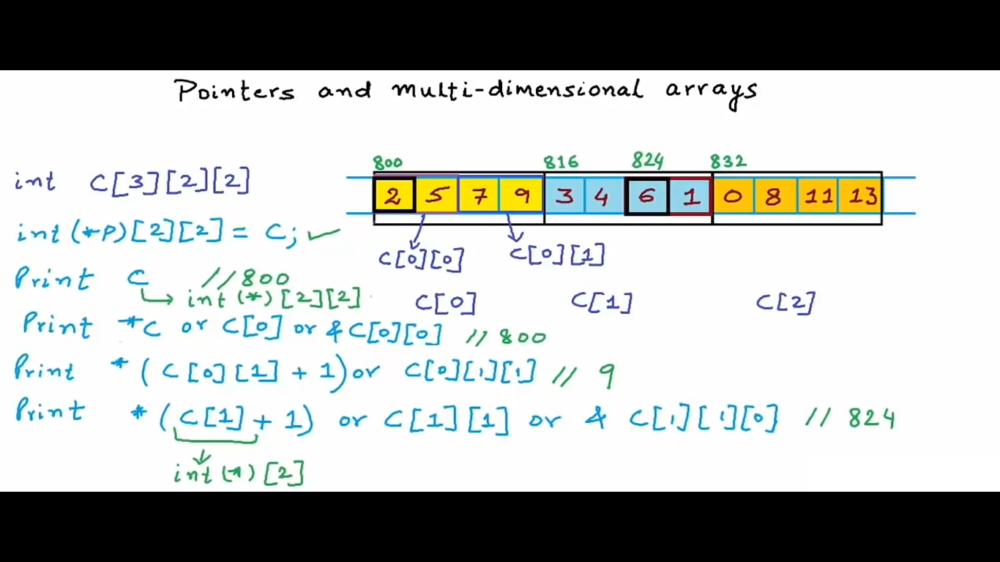 Pointers and multi-dimensional arrays
800 816 824 832
int C[3][2][2]
2 5 7 9 3 4 6 1 0 8 11 13
int (*P)[2][2] = C; ✓
C[0][0] C[0][1]
Print C //800
int (*)[2][2]
C[0] C[1] C[2]
Print *C or C[0] or &C[0][0] // 800
Print *(C[0][1] + 1) or C[0][1][1] // 9
Print *(C[1] + 1) or C[1][1] or & C[1][1][0] // 824
int (*)[2]